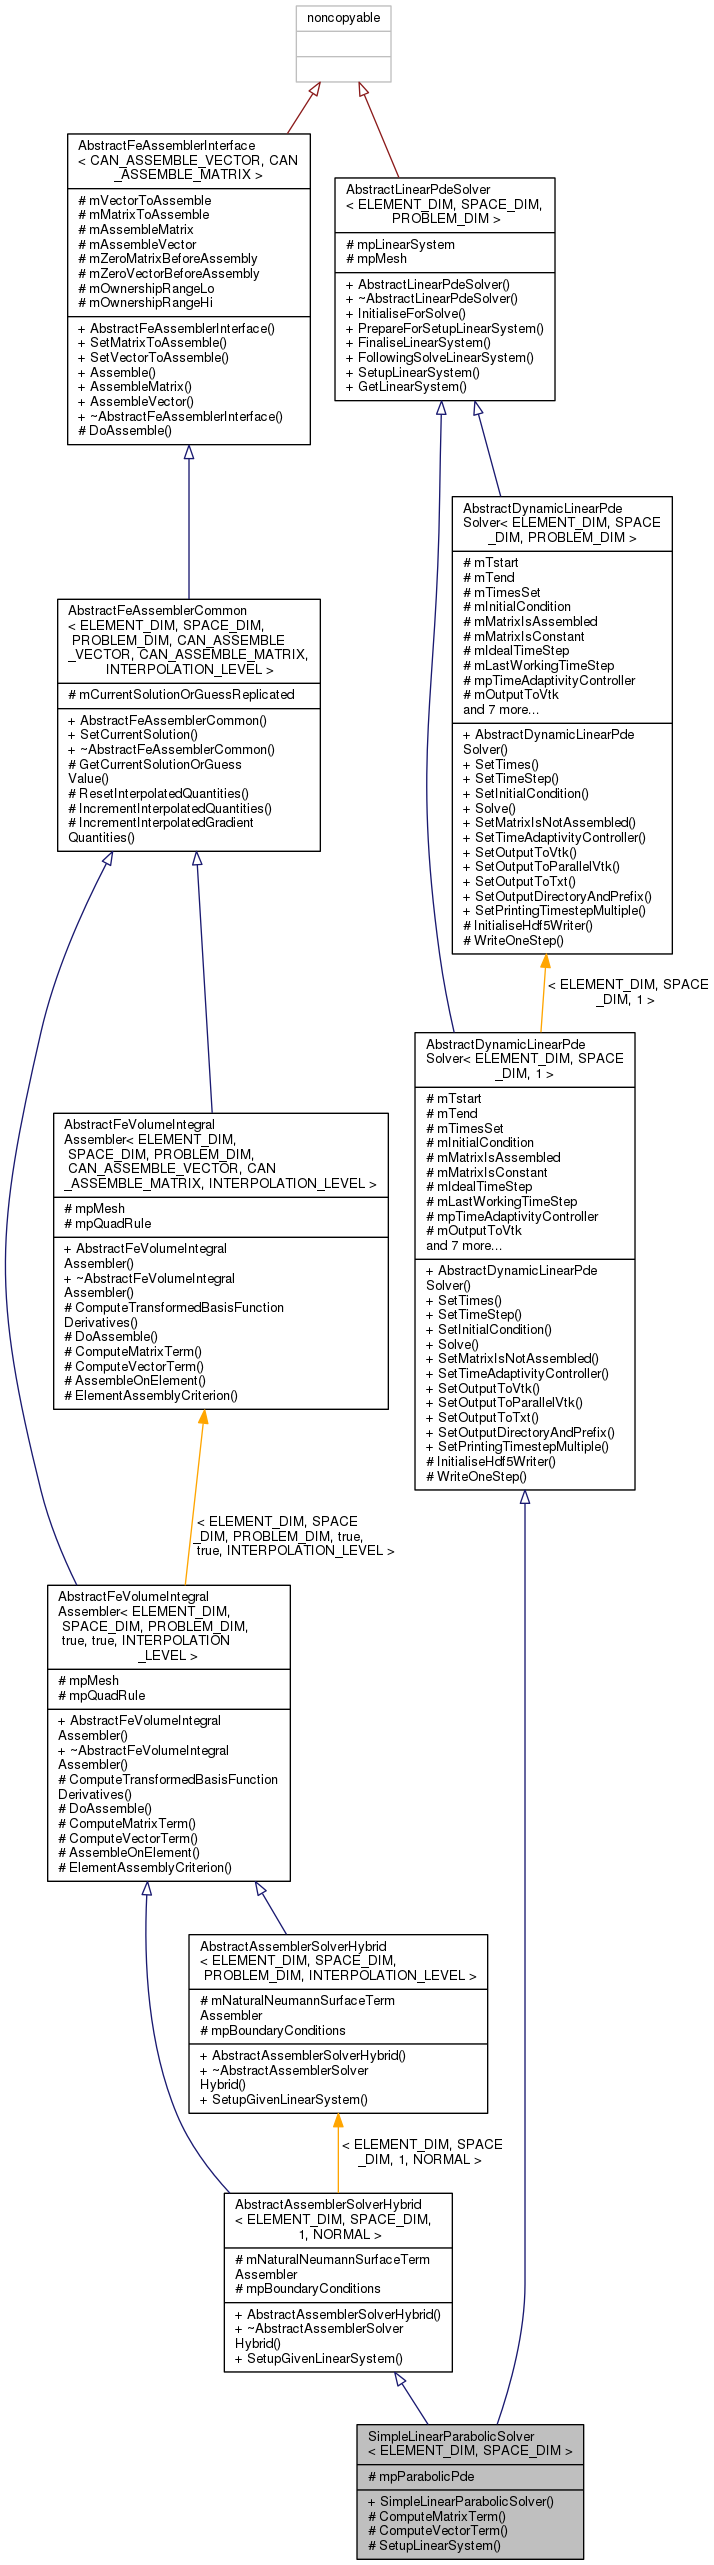 noncopyable
AbstractFeAssemblerInterface
< CAN_ASSEMBLE_VECTOR, CAN
_ASSEMBLE_MATRIX >
# mVectorToAssemble
# mMatrixToAssemble
# mAssembleMatrix
# mAssembleVector
# mZeroMatrixBeforeAssembly
# mZeroVectorBeforeAssembly
# mOwnershipRangeLo
# mOwnershipRangeHi
+ AbstractFeAssemblerInterface()
+ SetMatrixToAssemble()
+ SetVectorToAssemble()
+ Assemble()
+ AssembleMatrix()
+ AssembleVector()
+ ~AbstractFeAssemblerInterface()
# DoAssemble()
AbstractLinearPdeSolver
< ELEMENT_DIM, SPACE_DIM,
PROBLEM_DIM >
# mpLinearSystem
# mpMesh
+ AbstractLinearPdeSolver()
+ ~AbstractLinearPdeSolver()
+ InitialiseForSolve()
+ PrepareForSetupLinearSystem()
+ FinaliseLinearSystem()
+ FollowingSolveLinearSystem()
+ SetupLinearSystem()
+ GetLinearSystem()
AbstractDynamicLinearPde
Solver< ELEMENT_DIM, SPACE
_DIM, PROBLEM_DIM >
# mTstart
# mTend
# mTimesSet
# mInitialCondition
# mMatrixIsAssembled
# mMatrixIsConstant
# mIdealTimeStep
# mLastWorkingTimeStep
# mpTimeAdaptivityController
# mOutputToVtk
and 7 more...
+ AbstractDynamicLinearPde
Solver()
+ SetTimes()
+ SetTimeStep()
+ SetInitialCondition()
+ Solve()
+ SetMatrixIsNotAssembled()
+ SetTimeAdaptivityController()
+ SetOutputToVtk()
+ SetOutputToParallelVtk()
+ SetOutputToTxt()
+ SetOutputDirectoryAndPrefix()
+ SetPrintingTimestepMultiple()
# InitialiseHdf5Writer()
# WriteOneStep()
AbstractFeAssemblerCommon
< ELEMENT_DIM, SPACE_DIM,
PROBLEM_DIM, CAN_ASSEMBLE
_VECTOR, CAN_ASSEMBLE_MATRIX,
INTERPOLATION_LEVEL >
# mCurrentSolutionOrGuessReplicated
+ AbstractFeAssemblerCommon()
+ SetCurrentSolution()
+ ~AbstractFeAssemblerCommon()
# GetCurrentSolutionOrGuess
Value()
# ResetInterpolatedQuantities()
# IncrementInterpolatedQuantities()
# IncrementInterpolatedGradient
Quantities()
< ELEMENT_DIM, SPACE
_DIM, 1 >
AbstractDynamicLinearPde
Solver< ELEMENT_DIM, SPACE
_DIM, 1 >
# mTstart
# mTend
# mTimesSet
# mInitialCondition
# mMatrixIsAssembled
# mMatrixIsConstant
# mIdealTimeStep
# mLastWorkingTimeStep
# mpTimeAdaptivityController
# mOutputToVtk
and 7 more...
+ AbstractDynamicLinearPde
Solver()
+ SetTimes()
+ SetTimeStep()
+ SetInitialCondition()
+ Solve()
+ SetMatrixIsNotAssembled()
+ SetTimeAdaptivityController()
+ SetOutputToVtk()
+ SetOutputToParallelVtk()
+ SetOutputToTxt()
+ SetOutputDirectoryAndPrefix()
+ SetPrintingTimestepMultiple()
# InitialiseHdf5Writer()
# WriteOneStep()
AbstractFeVolumeIntegral
Assembler< ELEMENT_DIM,
SPACE_DIM, PROBLEM_DIM,
CAN_ASSEMBLE_VECTOR, CAN
_ASSEMBLE_MATRIX, INTERPOLATION_LEVEL >
# mpMesh
# mpQuadRule
+ AbstractFeVolumeIntegral
Assembler()
+ ~AbstractFeVolumeIntegral
Assembler()
# ComputeTransformedBasisFunction
Derivatives()
# DoAssemble()
# ComputeMatrixTerm()
# ComputeVectorTerm()
# AssembleOnElement()
# ElementAssemblyCriterion()
< ELEMENT_DIM, SPACE
_DIM, PROBLEM_DIM, true,
true, INTERPOLATION_LEVEL >
AbstractFeVolumeIntegral
Assembler< ELEMENT_DIM,
SPACE_DIM, PROBLEM_DIM,
true, true, INTERPOLATION
_LEVEL >
# mpMesh
# mpQuadRule
+ AbstractFeVolumeIntegral
Assembler()
+ ~AbstractFeVolumeIntegral
Assembler()
# ComputeTransformedBasisFunction
Derivatives()
# DoAssemble()
# ComputeMatrixTerm()
# ComputeVectorTerm()
# AssembleOnElement()
# ElementAssemblyCriterion()
AbstractAssemblerSolverHybrid
< ELEMENT_DIM, SPACE_DIM,
PROBLEM_DIM, INTERPOLATION_LEVEL >
# mNaturalNeumannSurfaceTerm
Assembler
# mpBoundaryConditions
+ AbstractAssemblerSolverHybrid()
+ ~AbstractAssemblerSolver
Hybrid()
+ SetupGivenLinearSystem()
< ELEMENT_DIM, SPACE
_DIM, 1, NORMAL >
AbstractAssemblerSolverHybrid
< ELEMENT_DIM, SPACE_DIM,
1, NORMAL >
# mNaturalNeumannSurfaceTerm
Assembler
# mpBoundaryConditions
+ AbstractAssemblerSolverHybrid()
+ ~AbstractAssemblerSolver
Hybrid()
+ SetupGivenLinearSystem()
SimpleLinearParabolicSolver
< ELEMENT_DIM, SPACE_DIM >
# mpParabolicPde
+ SimpleLinearParabolicSolver()
# ComputeMatrixTerm()
# ComputeVectorTerm()
# SetupLinearSystem()